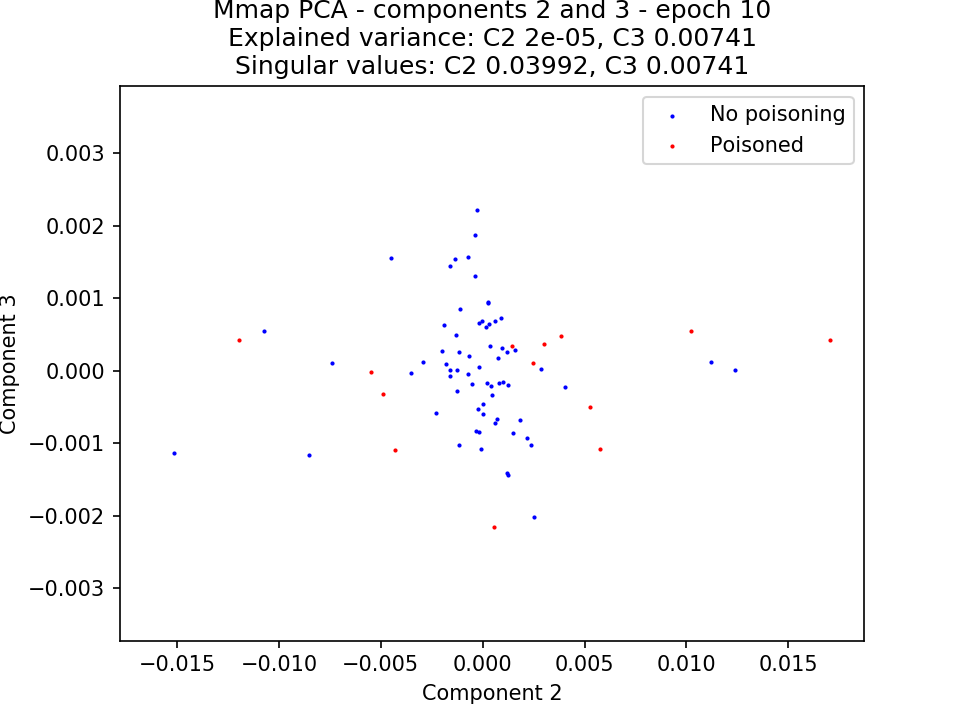 Mmap PCA - components 2 and 3 - epoch 10
Explained variance: C2 2e-05, C3 0.00741
Singular values: C2 0.03992, C3 0.00741
No poisoning
Poisoned
0.003
0.002
0.001
0.000
−0.001
−0.002
−0.003
Component 3
−0.015
−0.010
−0.005
0.000
0.005
0.010
0.015
Component 2